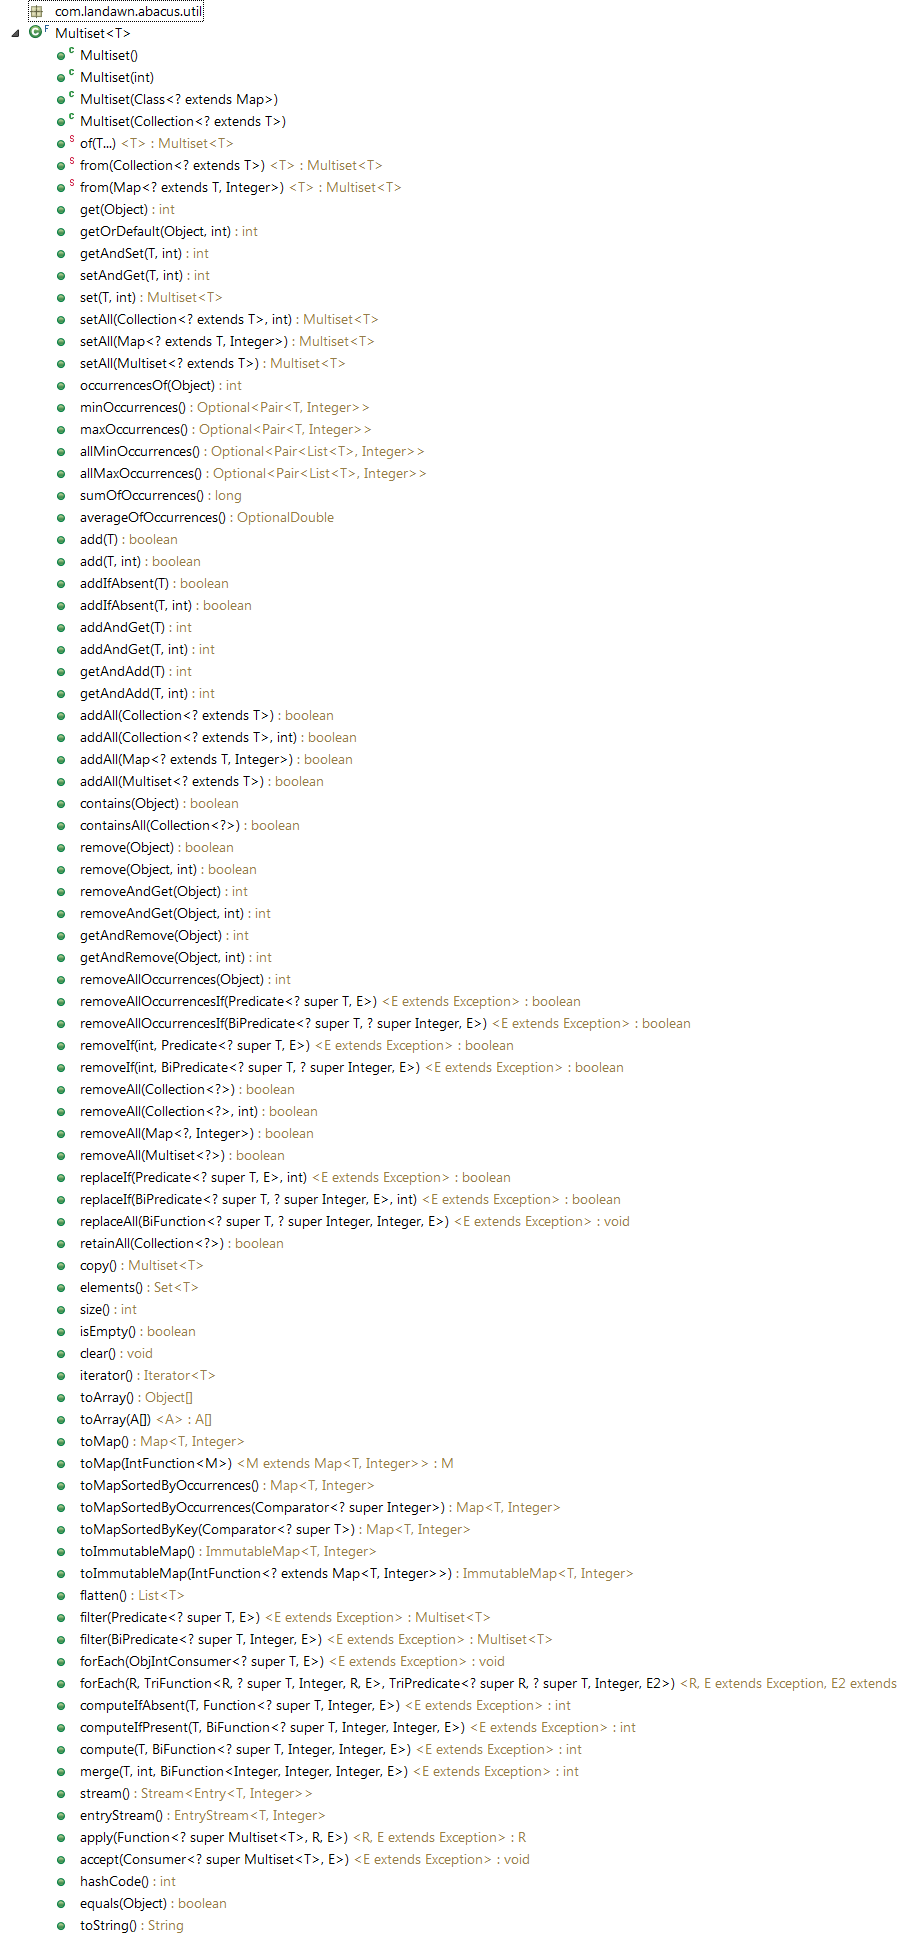 com.landawn.abacus.util
Multiset<T>
Multiset()
Multiset(int)
Multiset(Class<? extends Map>)
Multiset(Collection<? extends T>)
of(T...) <T> : Multiset<T>
from(Collection<? extends T>) <T> : Multiset<T>
from(Map<? extends T, Integer>) <T> : Multiset<T>
get(Object) : int
getOrDefault(Object, int) : int
getAndSet(T, int) : int
setAndGet(T, int) : int
set(T, int) : Multiset<T>
setAll(Collection<? extends T>, int) : Multiset<T>
setAll(Map<? extends T, Integer>) : Multiset<T>
setAll(Multiset<? extends T>) : Multiset<T>
occurrencesOf(Object) : int
minOccurrences() : Optional<Pair<T, Integer>>
maxOccurrences() : Optional<Pair<T, Integer>>
allMinOccurrences() : Optional<Pair<List<T>, Integer>>
allMaxOccurrences() : Optional<Pair<List<T>, Integer>>
sumOfOccurrences() : long
averageOfOccurrences() : OptionalDouble
add(T) : boolean
add(T, int) : boolean
addIfAbsent(T) : boolean
addIfAbsent(T, int) : boolean
addAndGet(T) : int
addAndGet(T, int) : int
getAndAdd(T) : int
getAndAdd(T, int) : int
addAll(Collection<? extends T>) : boolean
addAll(Collection<? extends T>, int) : boolean
addAll(Map<? extends T, Integer>) : boolean
addAll(Multiset<? extends T>) : boolean
contains(Object) : boolean
containsAll(Collection<?>) : boolean
remove(Object) : boolean
remove(Object, int) : boolean
removeAndGet(Object) : int
removeAndGet(Object, int) : int
getAndRemove(Object) : int
getAndRemove(Object, int) : int
removeAllOccurrences(Object) : int
removeAllOccurrencesIf(Predicate<? super T, E>) <E extends Exception> : boolean
removeAllOccurrencesIf(BiPredicate<? super T, ? super Integer, E>) <E extends Exception> : boolean
removeIf(int, Predicate<? super T, E>) <E extends Exception> : boolean
removeIf(int, BiPredicate<? super T, ? super Integer, E>) <E extends Exception> : boolean
removeAll(Collection<?>) : boolean
removeAll(Collection<?>, int) : boolean
removeAll(Map<?, Integer>) : boolean
removeAll(Multiset<?>) : boolean
replaceIf(Predicate<? super T, E>, int) <E extends Exception> : boolean
replaceIf(BiPredicate<? super T, ? super Integer, E>, int) <E extends Exception> : boolean
replaceAll(BiFunction<? super T, ? super Integer, Integer, E>) <E extends Exception> : void
retainAll(Collection<?>) : boolean
copy() : Multiset<T>
elements() : Set<T>
size() : int
isEmpty() : boolean
clear() : void
iterator() : Iterator<T>
toArray() : Object[]
toArray(A[]) <A> : A[]
toMap() : Map<T, Integer>
toMap(IntFunction<M>) <M extends Map<T, Integer>> : M
toMapSortedByOccurrences() : Map<T, Integer>
toMapSortedByOccurrences(Comparator<? super Integer>) : Map<T, Integer>
toMapSortedByKey(Comparator<? super T>) : Map<T, Integer>
toImmutableMap() : ImmutableMap<T, Integer>
toImmutableMap(IntFunction<? extends Map<T, Integer>>) : ImmutableMap<T, Integer>
flatten() : List<T>
filter(Predicate<? super T, E>) <E extends Exception> : Multiset<T>
filter(BiPredicate<? super T, Integer, E>) <E extends Exception> : Multiset<T>
forEach(ObjIntConsumer<? super T, E>) <E extends Exception> : void
forEach(R, TriFunction<R, ? super T, Integer, R, E>, TriPredicate<? super R, ? super T, Integer, E2>) <R, E extends Exception, E2 extends
computeIfAbsent(T, Function<? super T, Integer, E>) <E extends Exception> : int
computeIfPresent(T, BiFunction<? super T, Integer, Integer, E>) <E extends Exception> : int
compute(T, BiFunction<? super T, Integer, Integer, E>) <E extends Exception> : int
merge(T, int, BiFunction<Integer, Integer, Integer, E>) <E extends Exception> : int
stream() : Stream<Entry<T, Integer>>
entryStream() : EntryStream<T, Integer>
apply(Function<? super Multiset<T>, R, E>) <R, E extends Exception> : R
accept(Consumer<? super Multiset<T>, E>) <E extends Exception> : void
hashCode() : int
equals(Object) : boolean
toString() : String